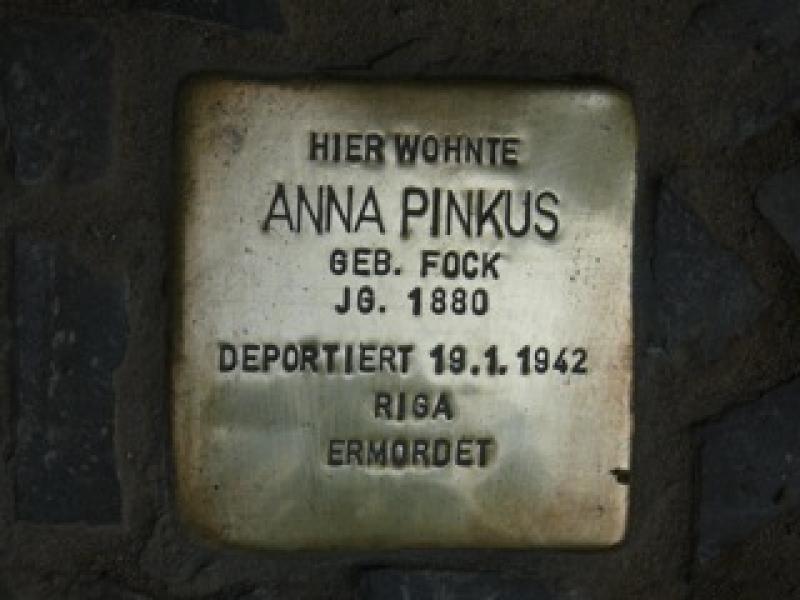 HIER WOHNTE
ANNA PINKUS
GEB. FOCK
JG. 1880
DEPORTIERT 19.1.1942
RIGA
ERMORDET